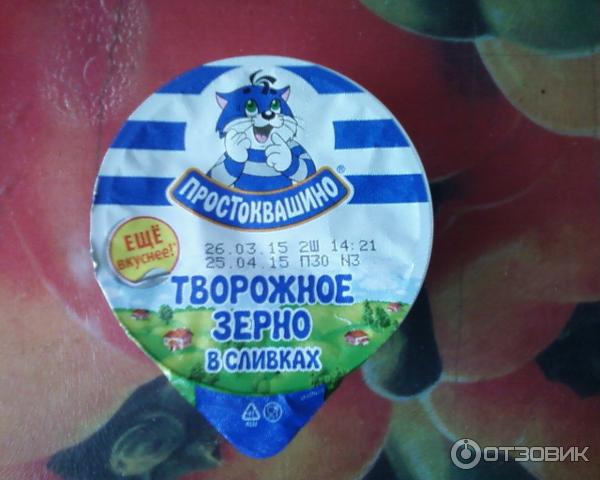 ПРОСТОКВАШИНО®
ЕЩЁ
вкуснее!*
26.03.15 2Ш 14:21
25.04.15 П30 N3
ТВОРОЖНОЕ
ЗЕРНО
В СЛИВКАХ
ОТЗОВИК